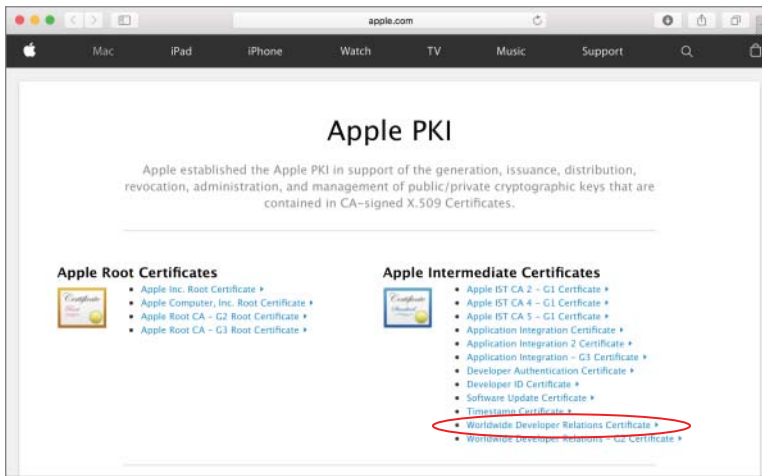 apple.com
Mac iPad iPhone Watch TV Music Support
Apple PKI
Apple established the Apple PKI in support of the generation, issuance, distribution,
revocation, administration, and management of public/private cryptographic keys that are
contained in CA-signed X.509 Certificates.
Apple Root Certificates
Certificate
Root
Apple Inc. Root Certificate
Apple Computer, Inc. Root Certificate
Apple Root CA - G2 Root Certificate
Apple Root CA - G3 Root Certificate
Apple Intermediate Certificates
Certificate
Standard
Apple IST CA 2 - G1 Certficate
Apple IST CA 4 - G1 Certficate
Apple IST CA 5 - G1 Certficate
Application Integration Certificate
Application Integration 2 Certificate
Application Integration - G3 Certificate
Developer Authentication Certificate
Developer ID Certificate
Software Update Certificate
Timestamp Certificate
Worldwide Developer Relations Certificate
Worldwide Developer Relations - G2 Certificate